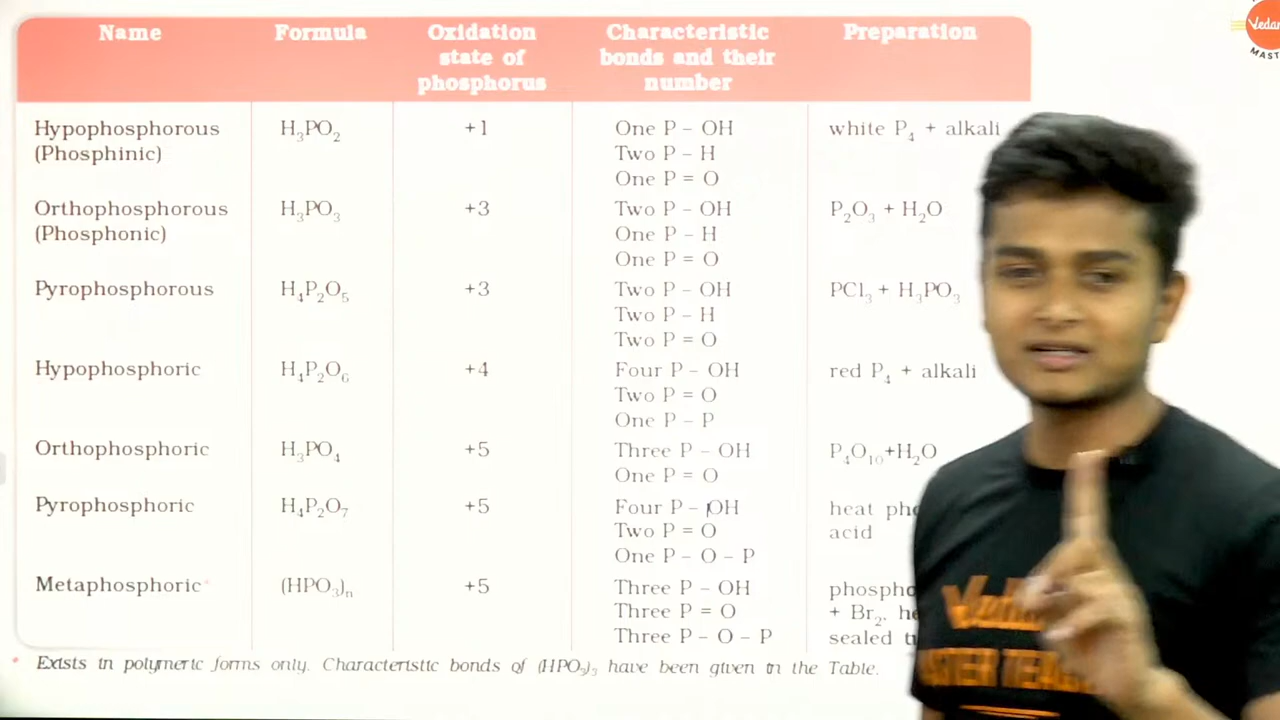 Name Formula Oxidation Characteristic Preparation
state of bonds and their
phosphorus number
Hypophosphorous H₃PO₂ +1 One P – OH white P₄ + alkali
(Phosphinic) Two P – H
One P = O
Orthophosphorous H₃PO₃ +3 Two P – OH P₂O₃ + H₂O
(Phosphonic) One P – H
One P = O
Pyrophosphorous H₄P₂O₅ +3 Two P – OH PCl₃ + H₃PO₃
Two P – H
Two P = O
Hypophosphoric H₄P₂O₆ +4 Four P – OH red P₄ + alkali
Two P = O
One P – P
Orthophosphoric H₃PO₄ +5 Three P – OH P₄O₁₀+H₂O
One P = O
Pyrophosphoric H₄P₂O₇ +5 Four P – OH heat
Two P = O acid
One P – O – P
Metaphosphoric* (HPO₃)ₙ +5 Three P – OH
Three P = O + Br₂,
Three P – O – P sealed
* Exists in polymeric forms only. Characteristic bonds of (HPO₃)₃ have been given in the Table.
MASTER TEACHER